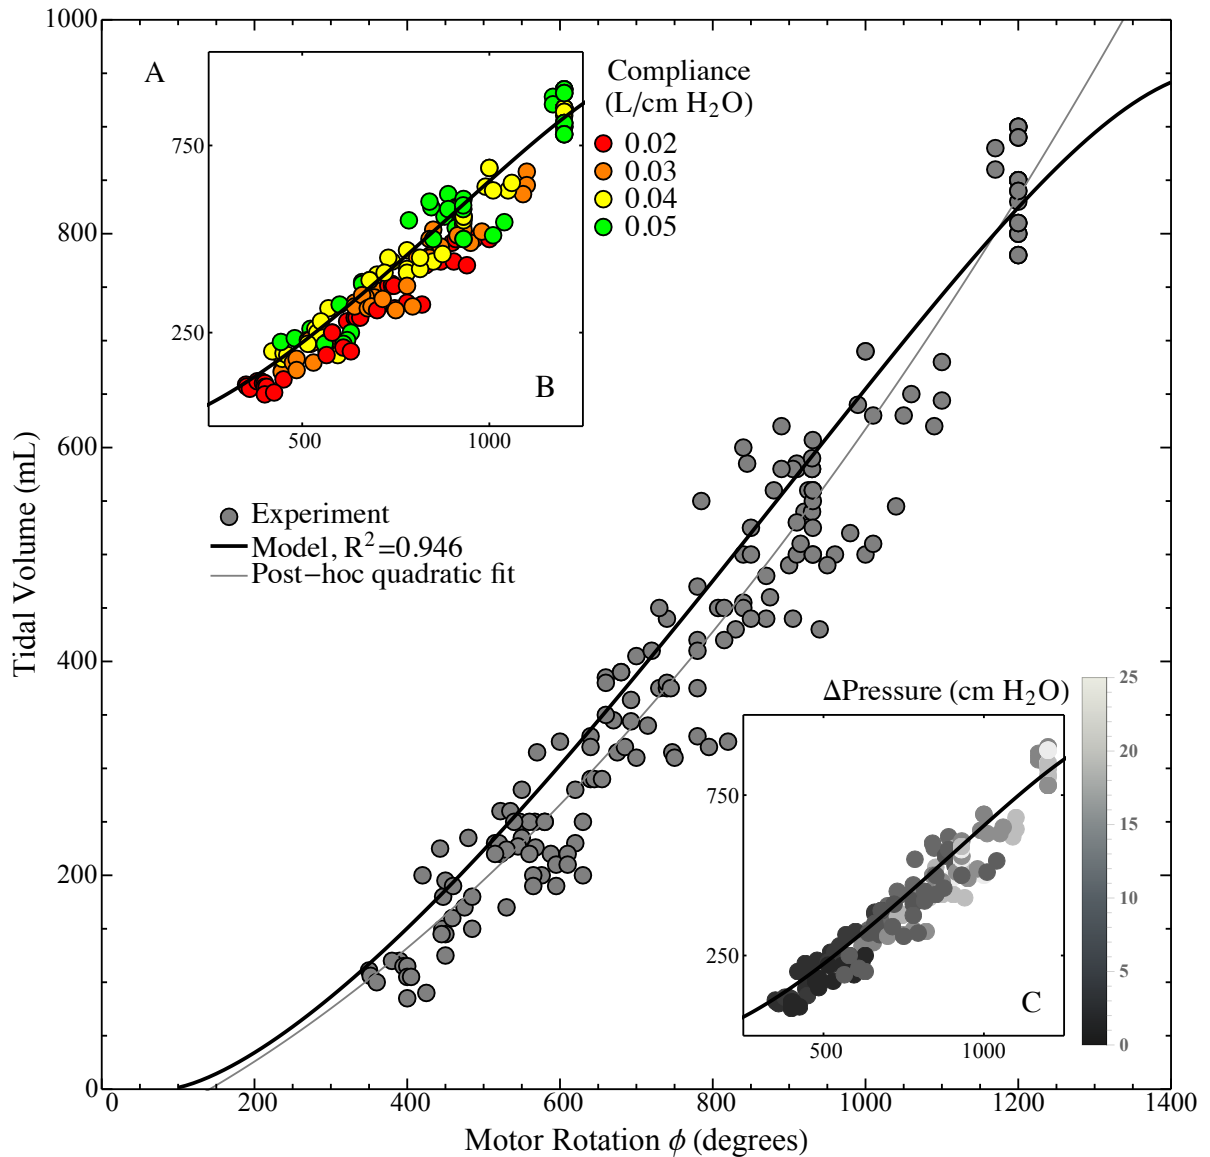 1000
800
600
400
200
0
Tidal Volume (mL)
0
200
400
600
800
1000
1200
1400
Motor Rotation ϕ (degrees)
A
750
250
500
1000
B
Compliance
(L/cm H₂O)
0.02
0.03
0.04
0.05
Experiment
Model, R²=0.946
Post-hoc quadratic fit
ΔPressure (cm H₂O)
750
250
500
1000
C
25
20
15
10
5
0